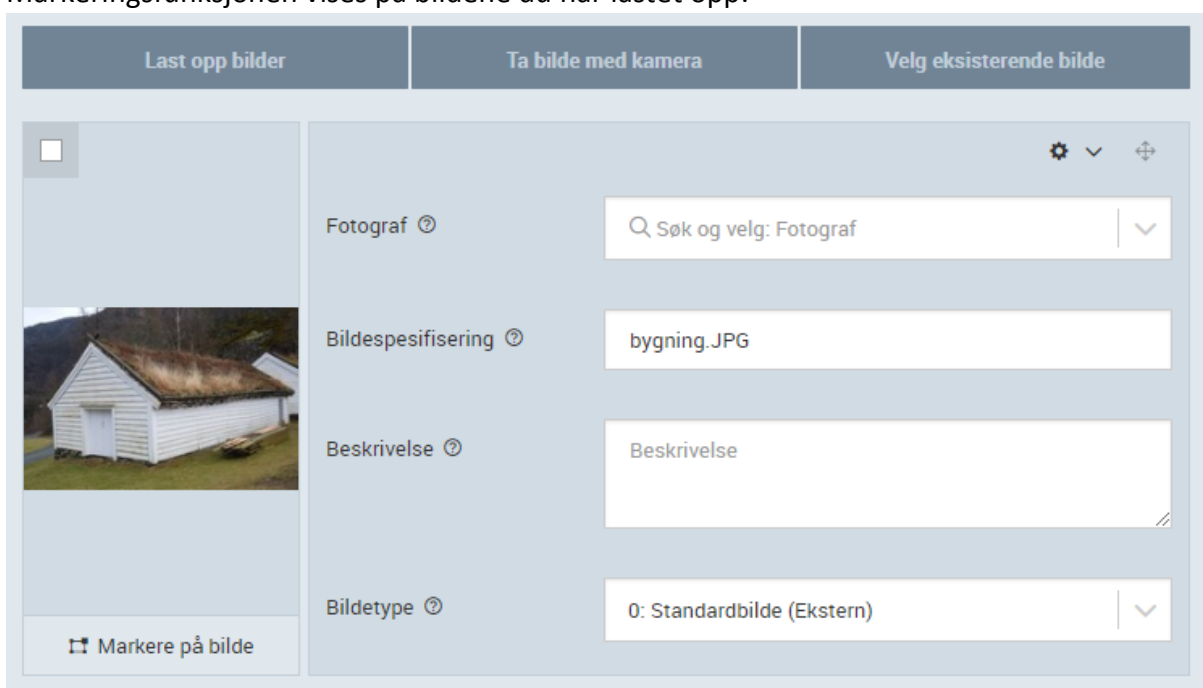 Markeringsfunksjonen vises på bildene du har lastet opp.
Last opp bilder
Ta bilde med kamera
Velg eksisterende bilde
Fotograf
Søk og velg: Fotograf
Bildespesifisering
bygning.JPG
Beskrivelse
Beskrivelse
Bildetype
0: Standardbilde (Ekstern)
Markere på bilde